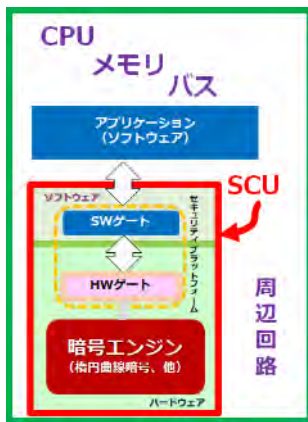 CPU
メモリ
バス
アプリケーション
(ソフトウェア)
SCU
ソフトウェア
SWゲート
HWゲート
セキュリティプラットフォーム
暗号エンジン
(楕円曲線暗号、他)
ハードウェア
周辺回路